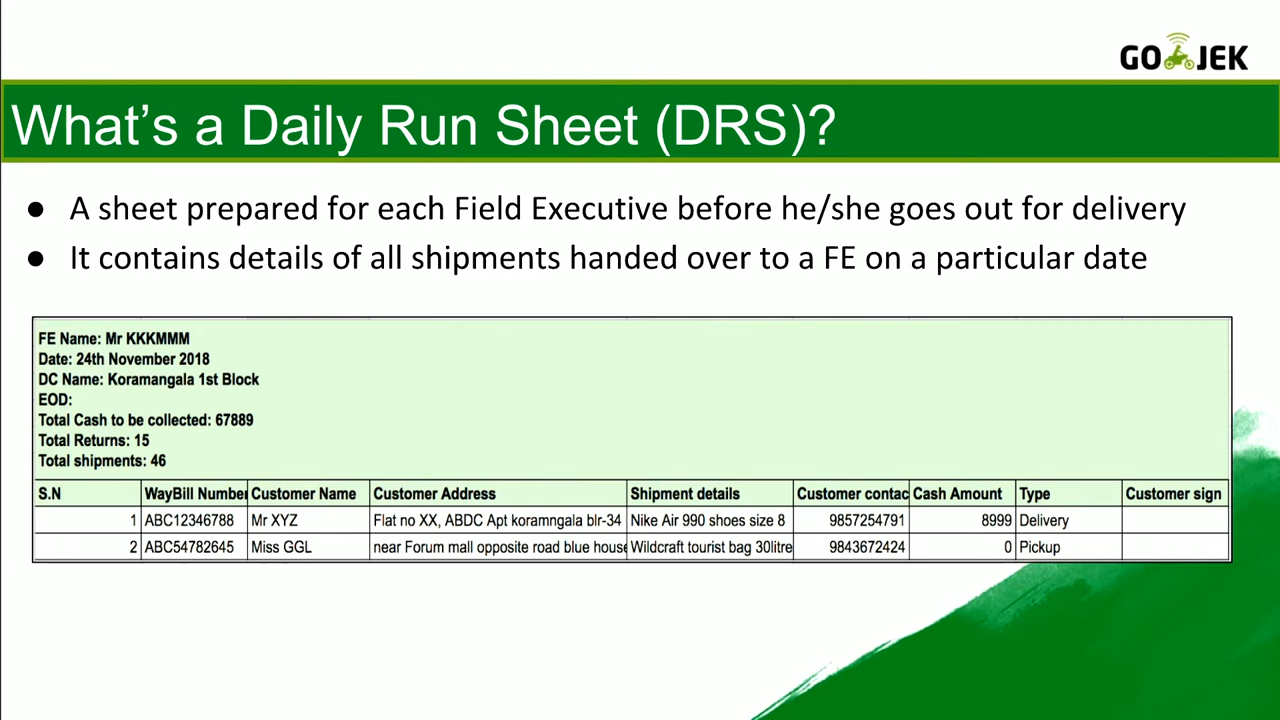 GO JEK
What's a Daily Run Sheet (DRS)?
● A sheet prepared for each Field Executive before he/she goes out for delivery
● It contains details of all shipments handed over to a FE on a particular date
FE Name: Mr KKKMMM
Date: 24th November 2018
DC Name: Koramangala 1st Block
EOD:
Total Cash to be collected: 67889
Total Returns: 15
Total shipments: 46
S.N WayBill Number Customer Name Customer Address Shipment details Customer contac Cash Amount Type Customer sign
1 ABC12346788 Mr XYZ Flat no XX, ABDC Apt koramngala blr-34 Nike Air 990 shoes size 8 9857254791 8999 Delivery
2 ABC54782645 Miss GGL near Forum mall opposite road blue house Wildcraft tourist bag 30litre 9843672424 0 Pickup